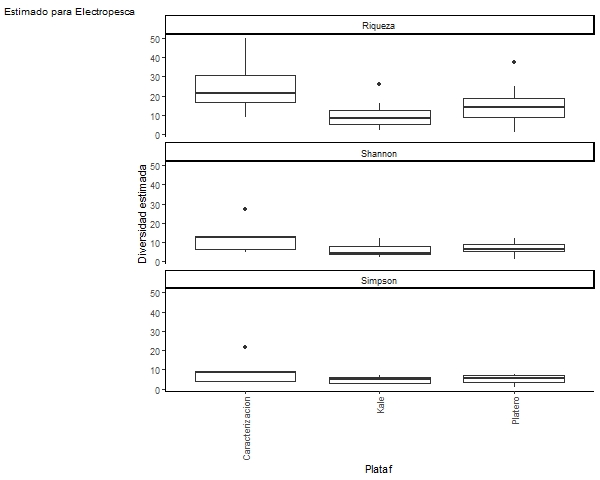 Estimado para Electropesca
Riqueza
50
40
30
20
10
0
Shannon
50
40
30
20
10
0
Simpson
50
40
30
20
10
0
Diversidad estimada
Caracterizacion
Kale
Platero
Plataf